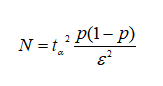 N = t_α² p(1−p)/ε²